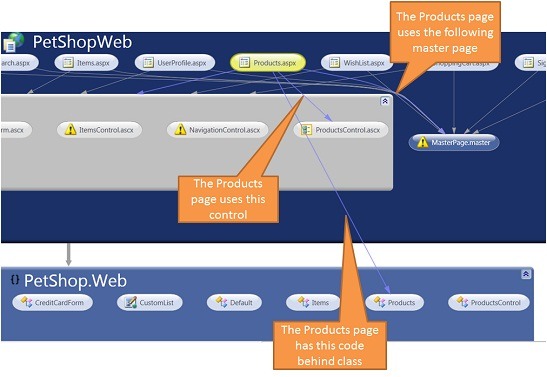 The Products page
uses the following
master page
PetShopWeb
arch.aspx
Items.aspx
UserProfile.aspx
Products.aspx
WishList.aspx
hoppingCart.aspx
Sig
rm.ascx
ItemsControl.ascx
NavigationControl.ascx
ProductsControl.ascx
MasterPage.master
The Products
page uses this
control
{} PetShop.Web
CreditCardForm
CustomList
Default
Items
Products
ProductsControl
The Products page
has this code
behind class